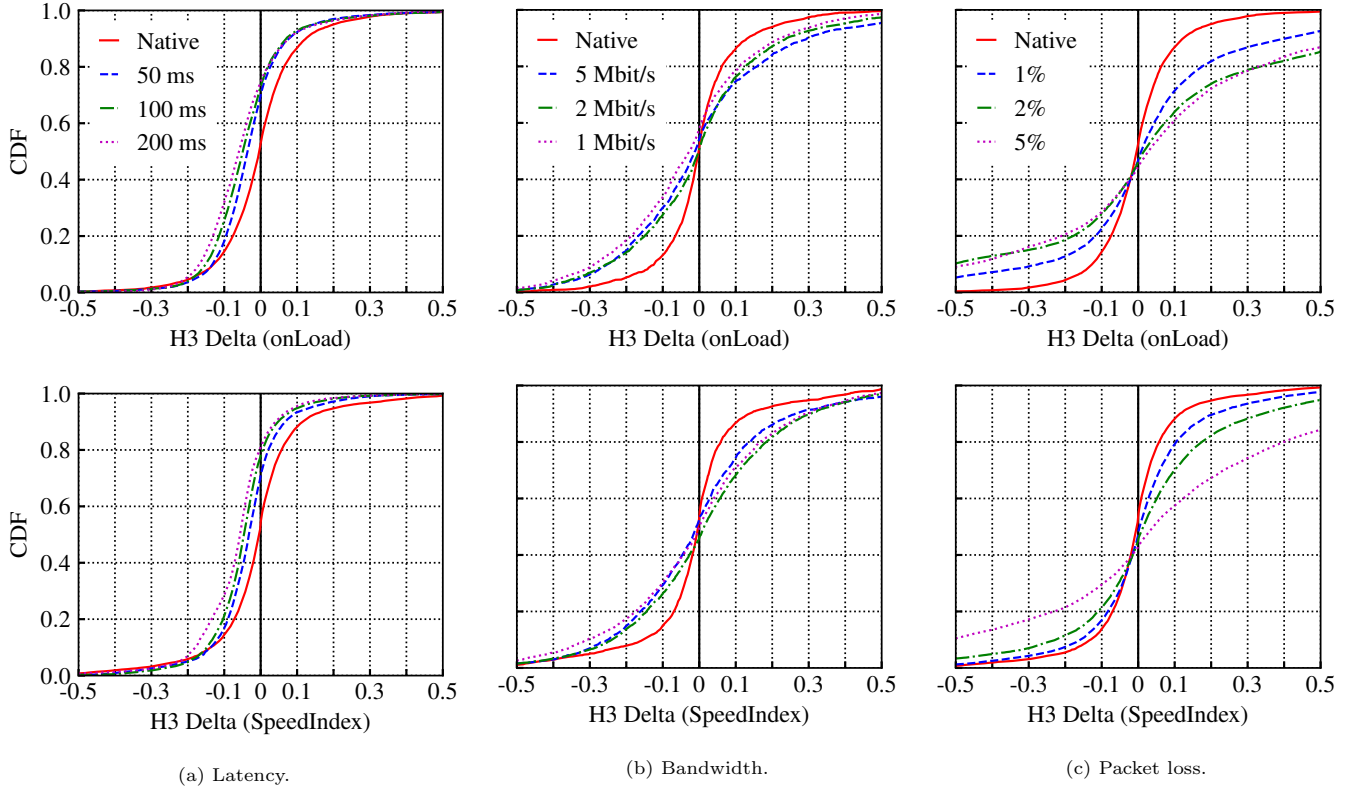 1.0
0.8
0.6
0.4
0.2
0.0
CDF
Native
50 ms
100 ms
200 ms
-0.5 -0.3 -0.1 0 0.1 0.3 0.5
H3 Delta (onLoad)
Native
5 Mbit/s
2 Mbit/s
1 Mbit/s
-0.5 -0.3 -0.1 0 0.1 0.3 0.5
H3 Delta (onLoad)
Native
1%
2%
5%
-0.5 -0.3 -0.1 0 0.1 0.3 0.5
H3 Delta (onLoad)
1.0
0.8
0.6
0.4
0.2
0.0
CDF
-0.5 -0.3 -0.1 0 0.1 0.3 0.5
H3 Delta (SpeedIndex)
-0.5 -0.3 -0.1 0 0.1 0.3 0.5
H3 Delta (SpeedIndex)
-0.5 -0.3 -0.1 0 0.1 0.3 0.5
H3 Delta (SpeedIndex)
(a) Latency.
(b) Bandwidth.
(c) Packet loss.